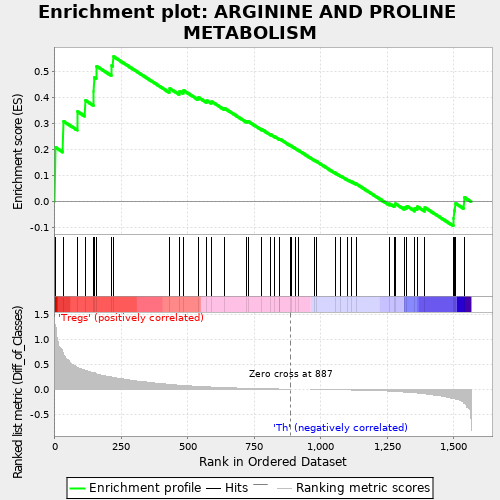 Enrichment plot: ARGININE AND PROLINE
METABOLISM
Enrichment score (ES)
0.5
0.4
0.3
0.2
0.1
0.0
-0.1
'Tregs' (positively correlated)
Ranked list metric (Diff_of_Classes)
1.5
1.0
0.5
0.0
-0.5
Zero cross at 887
'Th' (negatively correlated)
0
250
500
750
1,000
1,250
1,500
Rank in Ordered Dataset
Enrichment profile
Hits
Ranking metric scores